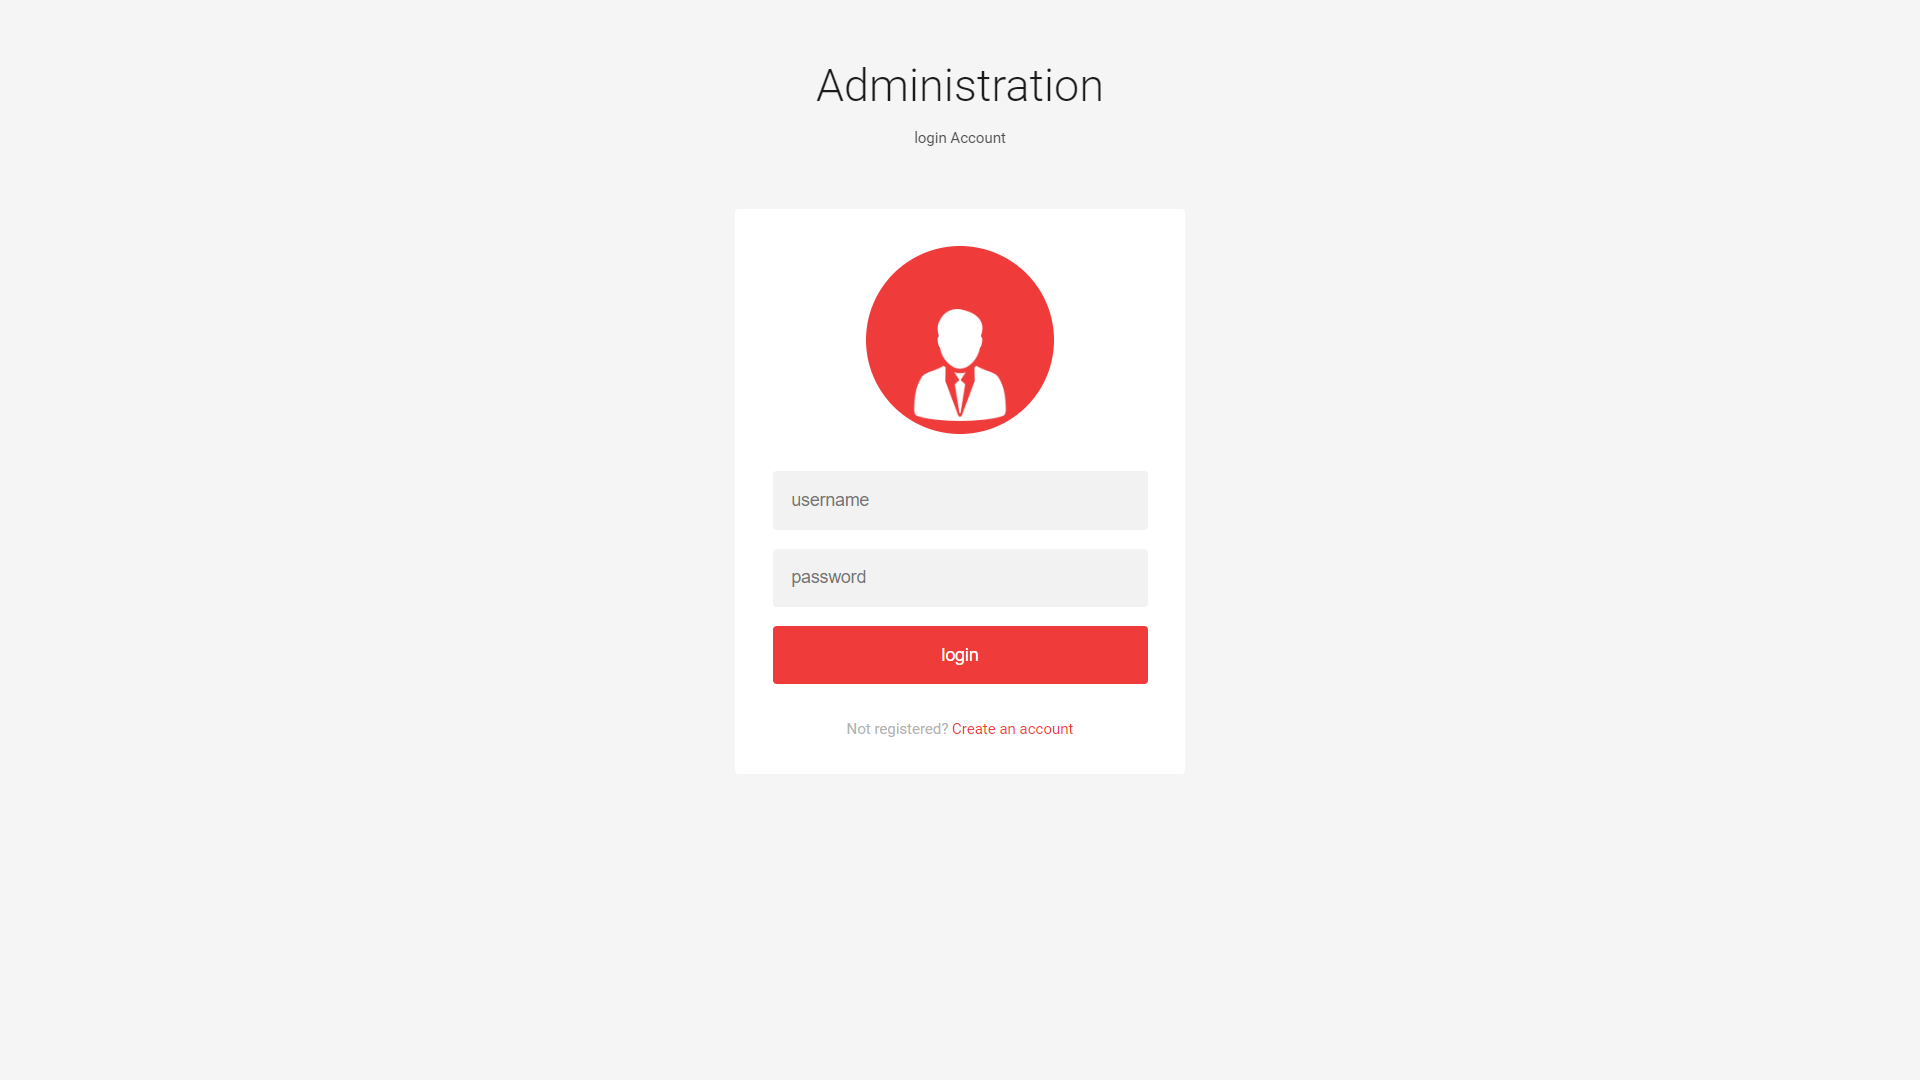 Administration
login Account
username
password
login
Not registered? Create an account